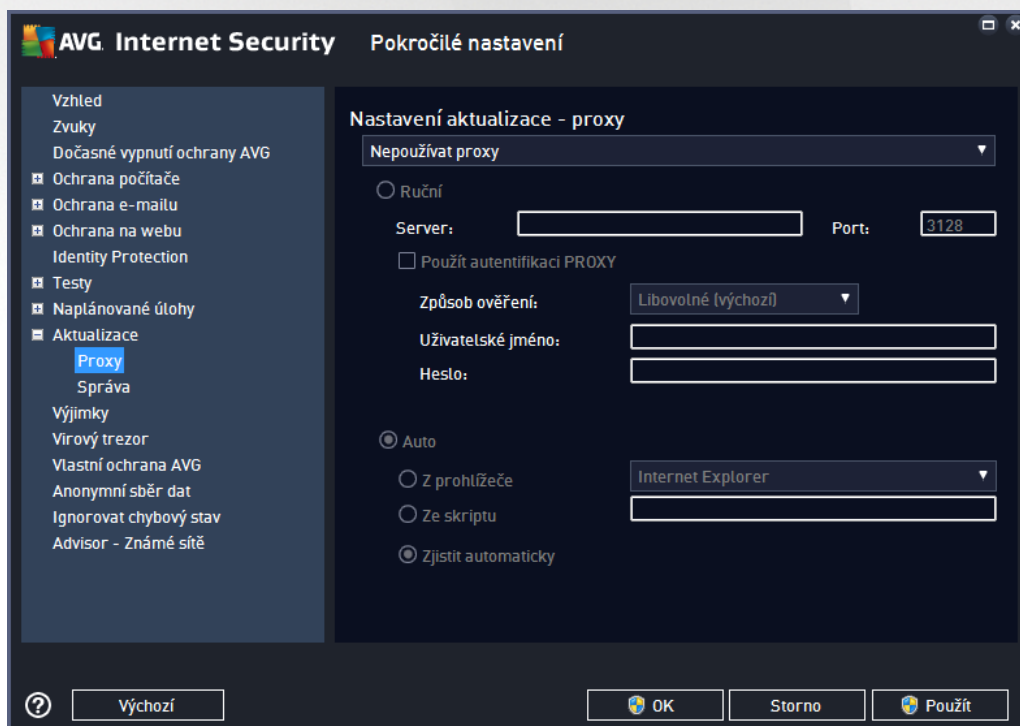 AVG. Internet Security Pokročilé nastavení
Vzhled
Zvuky
Dočasné vypnutí ochrany AVG
Ochrana počítače
Ochrana e-mailu
Ochrana na webu
Identity Protection
Testy
Naplánované úlohy
Aktualizace
Proxy
Správa
Výjimky
Virový trezor
Vlastní ochrana AVG
Anonymní sběr dat
Ignorovat chybový stav
Advisor - Známé sítě
Nastavení aktualizace - proxy
Nepoužívat proxy
Ruční
Server: Port: 3128
Použít autentifikaci PROXY
Způsob ověření: Libovolné (výchozí)
Uživatelské jméno:
Heslo:
Auto
Z prohlížeče Internet Explorer
Ze skriptu
Zjistit automaticky
? Výchozí OK Storno Použít